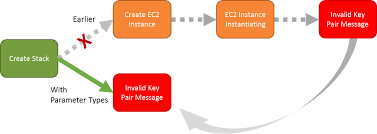 Earlier
Create EC2
Instance
EC2 Instance
Instantiating
Invalid Key
Pair Message
Create Stack
With
Parameter Types
Invalid Key
Pair Message